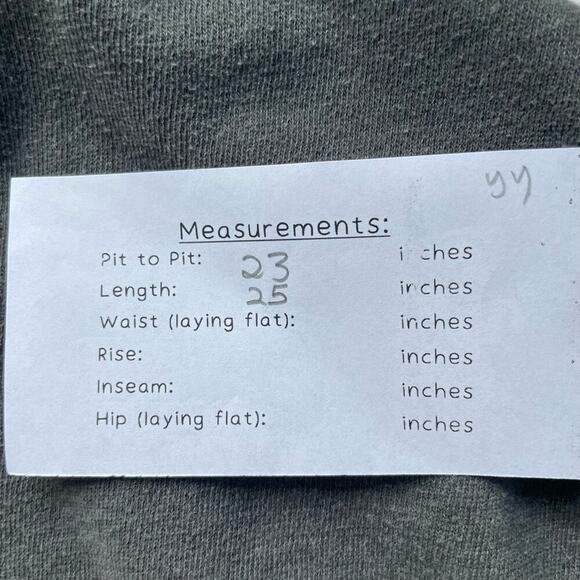 yy
Measurements:
Pit to Pit: 23 inches
Length: 25 inches
Waist (laying flat): inches
Rise: inches
Inseam: inches
Hip (laying flat): inches